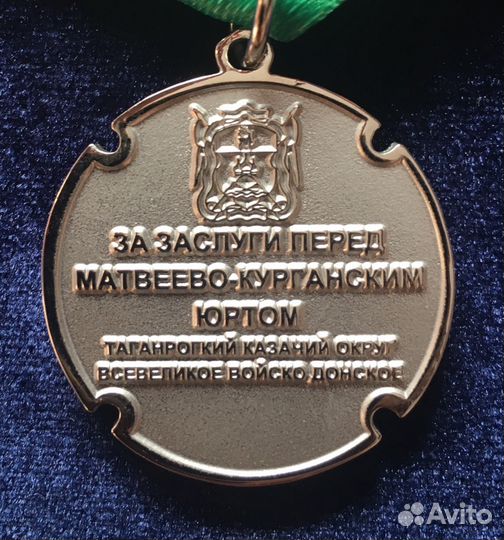 ЗА ЗАСЛУГИ ПЕРЕД
МАТВЕЕВО-КУРГАНСКИМ
ЮРТОМ
ТАГАНРОГКИЙ КАЗАЧИЙ ОКРУГ
ВСЕВЕЛИКОЕ ВОЙСКО ДОНСКОЕ
Avito